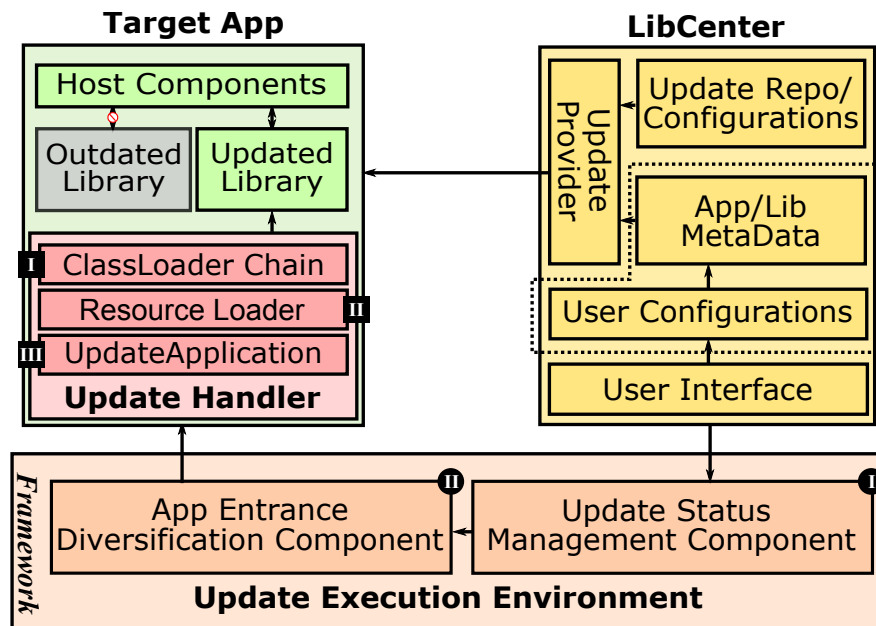 Target App
Host Components
Outdated
Library
Updated
Library
I
ClassLoader Chain
Resource Loader
II
III
UpdateApplication
Update Handler
LibCenter
Update
Provider
Update Repo/
Configurations
App/Lib
MetaData
User Configurations
User Interface
Framework
II
App Entrance
Diversification Component
I
Update Status
Management Component
Update Execution Environment